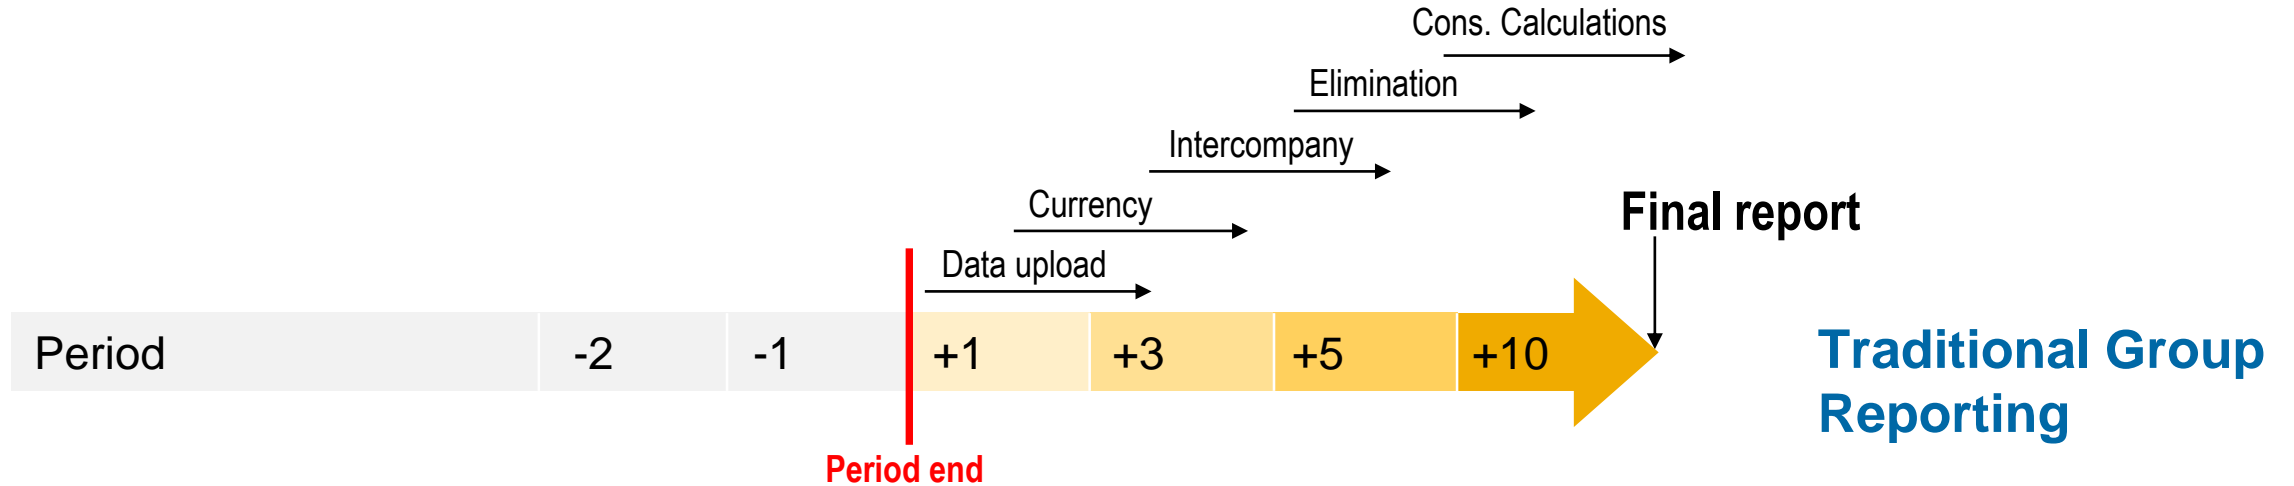 Cons. Calculations
Elimination
Intercompany
Currency
Final report
Data upload
Period -2 -1 +1 +3 +5 +10
Traditional Group
Reporting
Period end